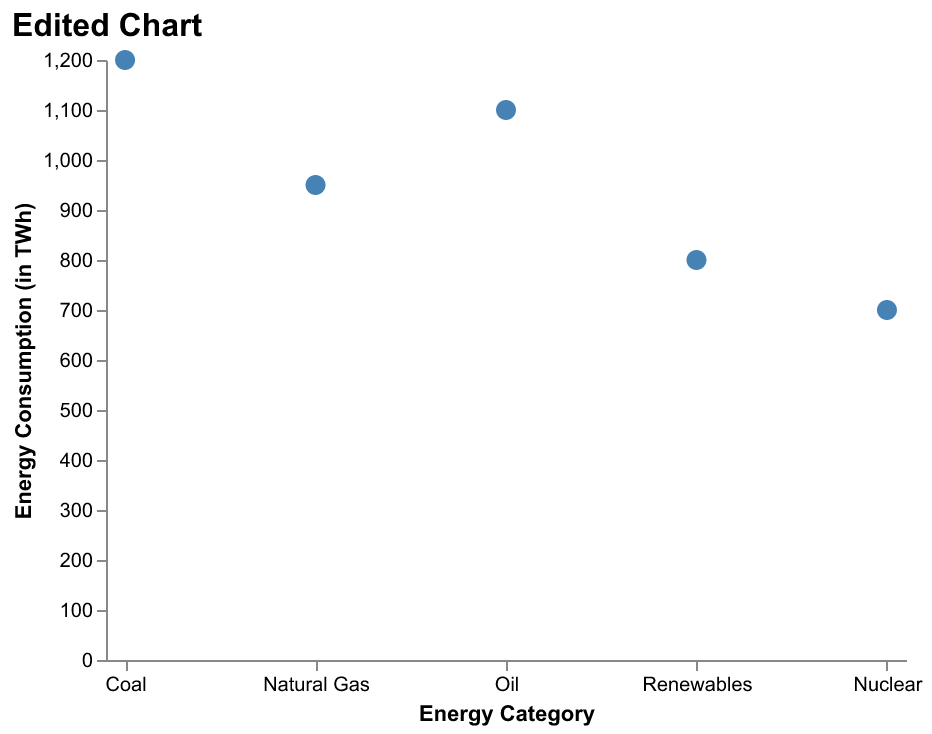 Edited Chart
Energy Consumption (in TWh)
1,200
1,100
1,000
900
800
700
600
500
400
300
200
100
0
Coal
Natural Gas
Oil
Renewables
Nuclear
Energy Category